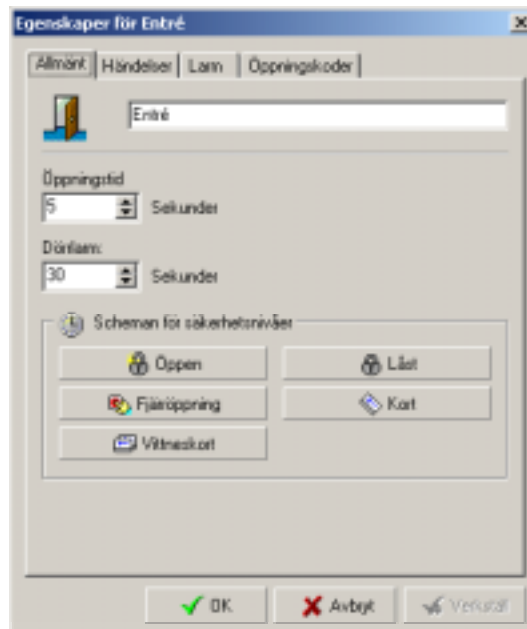 Egenskaper för Entré
Allmänt Händelser Larm Öppningskoder
Entré
Öppningstid
5 Sekunder
Dörrlarm:
30 Sekunder
Scheman för säkerhetsnivåer
Öppen Låst
Fjärröppning Kort
Vittneskort
OK Avbryt Verkställ